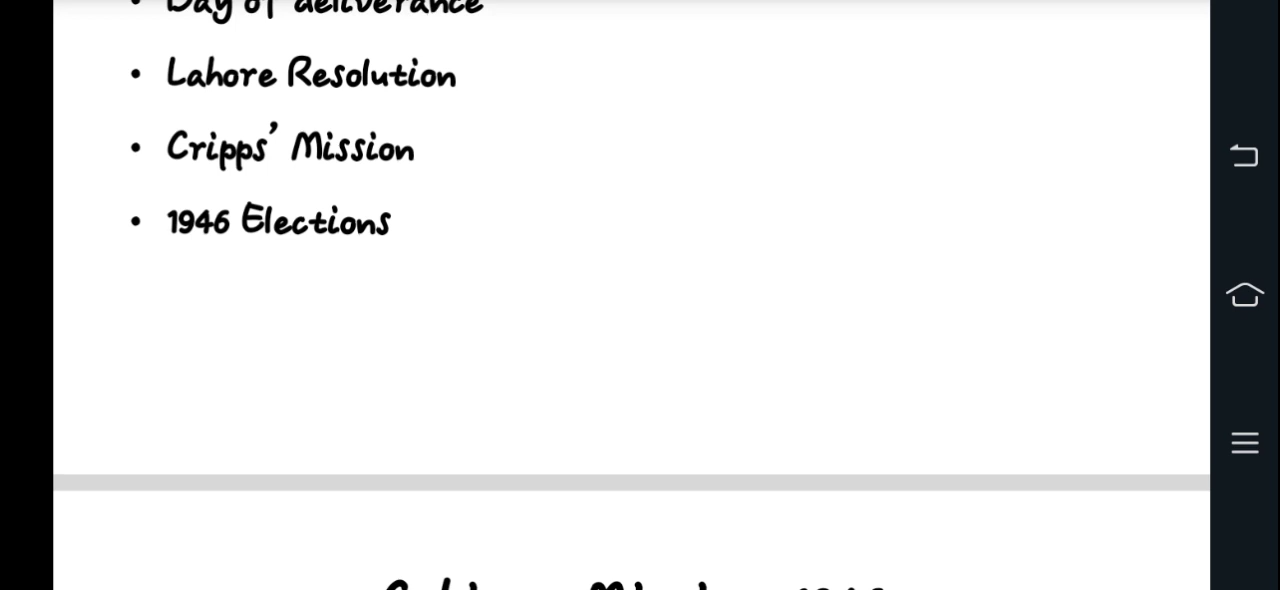 • Day of deliverance
• Lahore Resolution
• Cripps’ Mission
• 1946 Elections